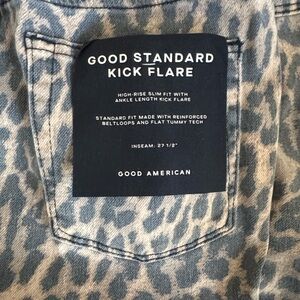 GOOD STANDARD
KICK FLARE
HIGH-RISE SLIM FIT WITH
ANKLE LENGTH KICK FLARE
STANDARD FIT MADE WITH REINFORCED
BELTLOOPS AND FLAT TUMMY TECH
INSEAM: 27 1/2"
GOOD AMERICAN